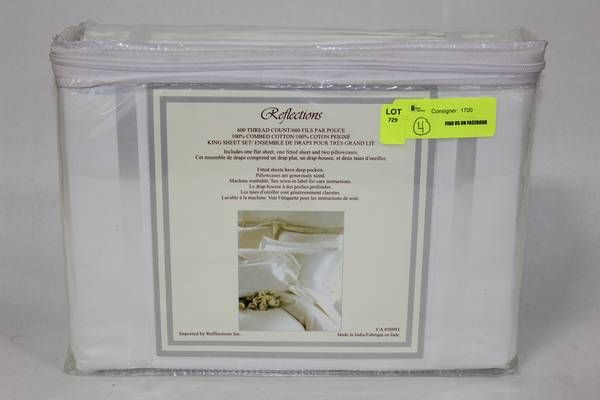 Reflections
600 THREAD COUNT/600 FILS PAR POUCE
100% COMBED COTTON/100% COTON PEIGNÉ
KING SHEET SET/ ENSEMBLE DE DRAPS POUR TRÈS GRAND LIT
Includes one flat sheet, one fitted sheet and two pillowcases.
Cet ensemble de draps comprend un drap plat, un drap-housse, et deux taies d'oreiller.
Fitted sheets have deep pockets.
Pillowcases are generously sized.
Machine washable. See sewn-in label for care instructions.
Le drap-housse à des poches profondes.
Les taies d'oreiller sont généreusement classées.
Lavable à la machine. Voir l'étiquette pour les instructions de soin.
CA #30991
Imported by Refflections Inc.
Made in India/Fabriqué en Inde
LOT
729
Consigner: 1700
4
FIND US ON FACEBOOK